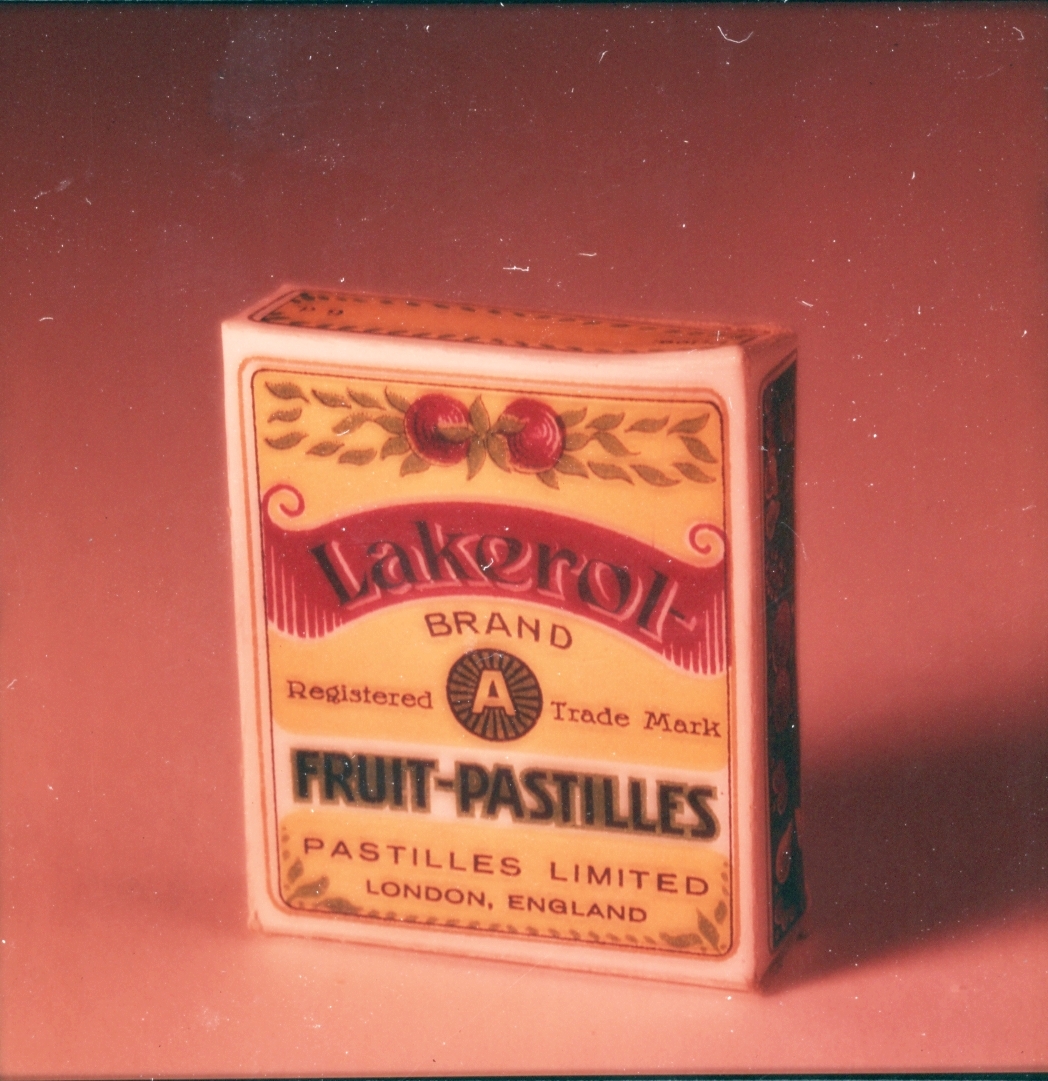 Lakerol-
BRAND
Registered A Trade Mark
FRUIT-PASTILLES
PASTILLES LIMITED
LONDON, ENGLAND